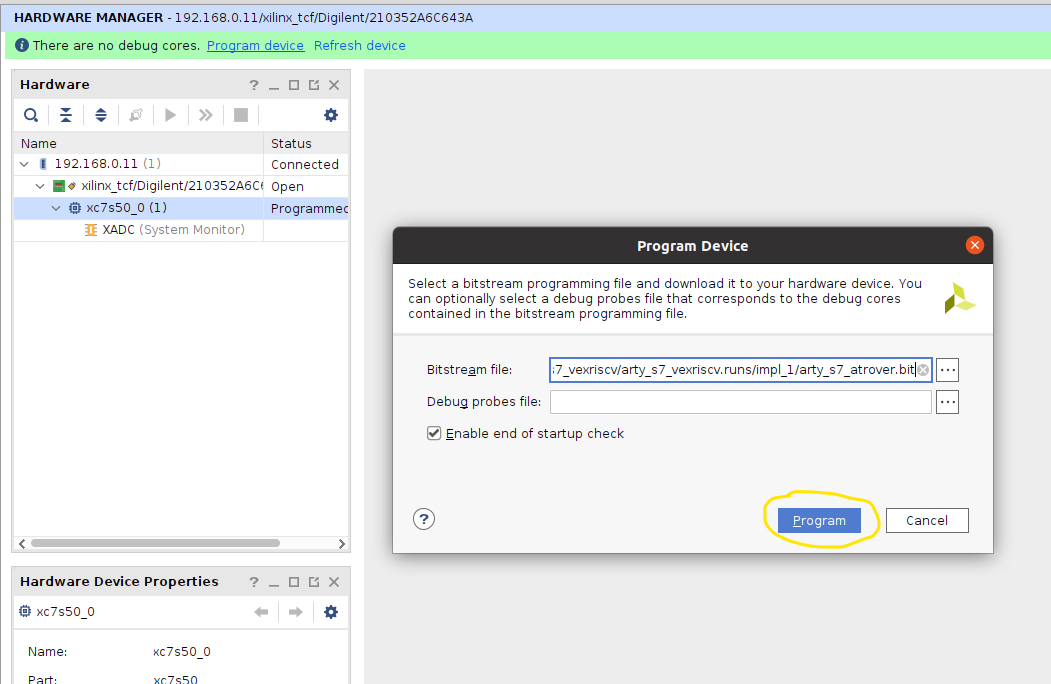 HARDWARE MANAGER - 192.168.0.11/xilinx_tcf/Digilent/210352A6C643A
There are no debug cores. Program device Refresh device
Hardware
Name Status
192.168.0.11 (1) Connected
xilinx_tcf/Digilent/210352A6C6 Open
xc7s50_0 (1) Programmed
XADC (System Monitor)
Program Device
Select a bitstream programming file and download it to your hardware device. You
can optionally select a debug probes file that corresponds to the debug cores
contained in the bitstream programming file.
Bitstream file: s7_vexriscv/arty_s7_vexriscv.runs/impl_1/arty_s7_atrover.bit
Debug probes file:
Enable end of startup check
Program Cancel
Hardware Device Properties
xc7s50_0
Name: xc7s50_0
Part: xc7s50